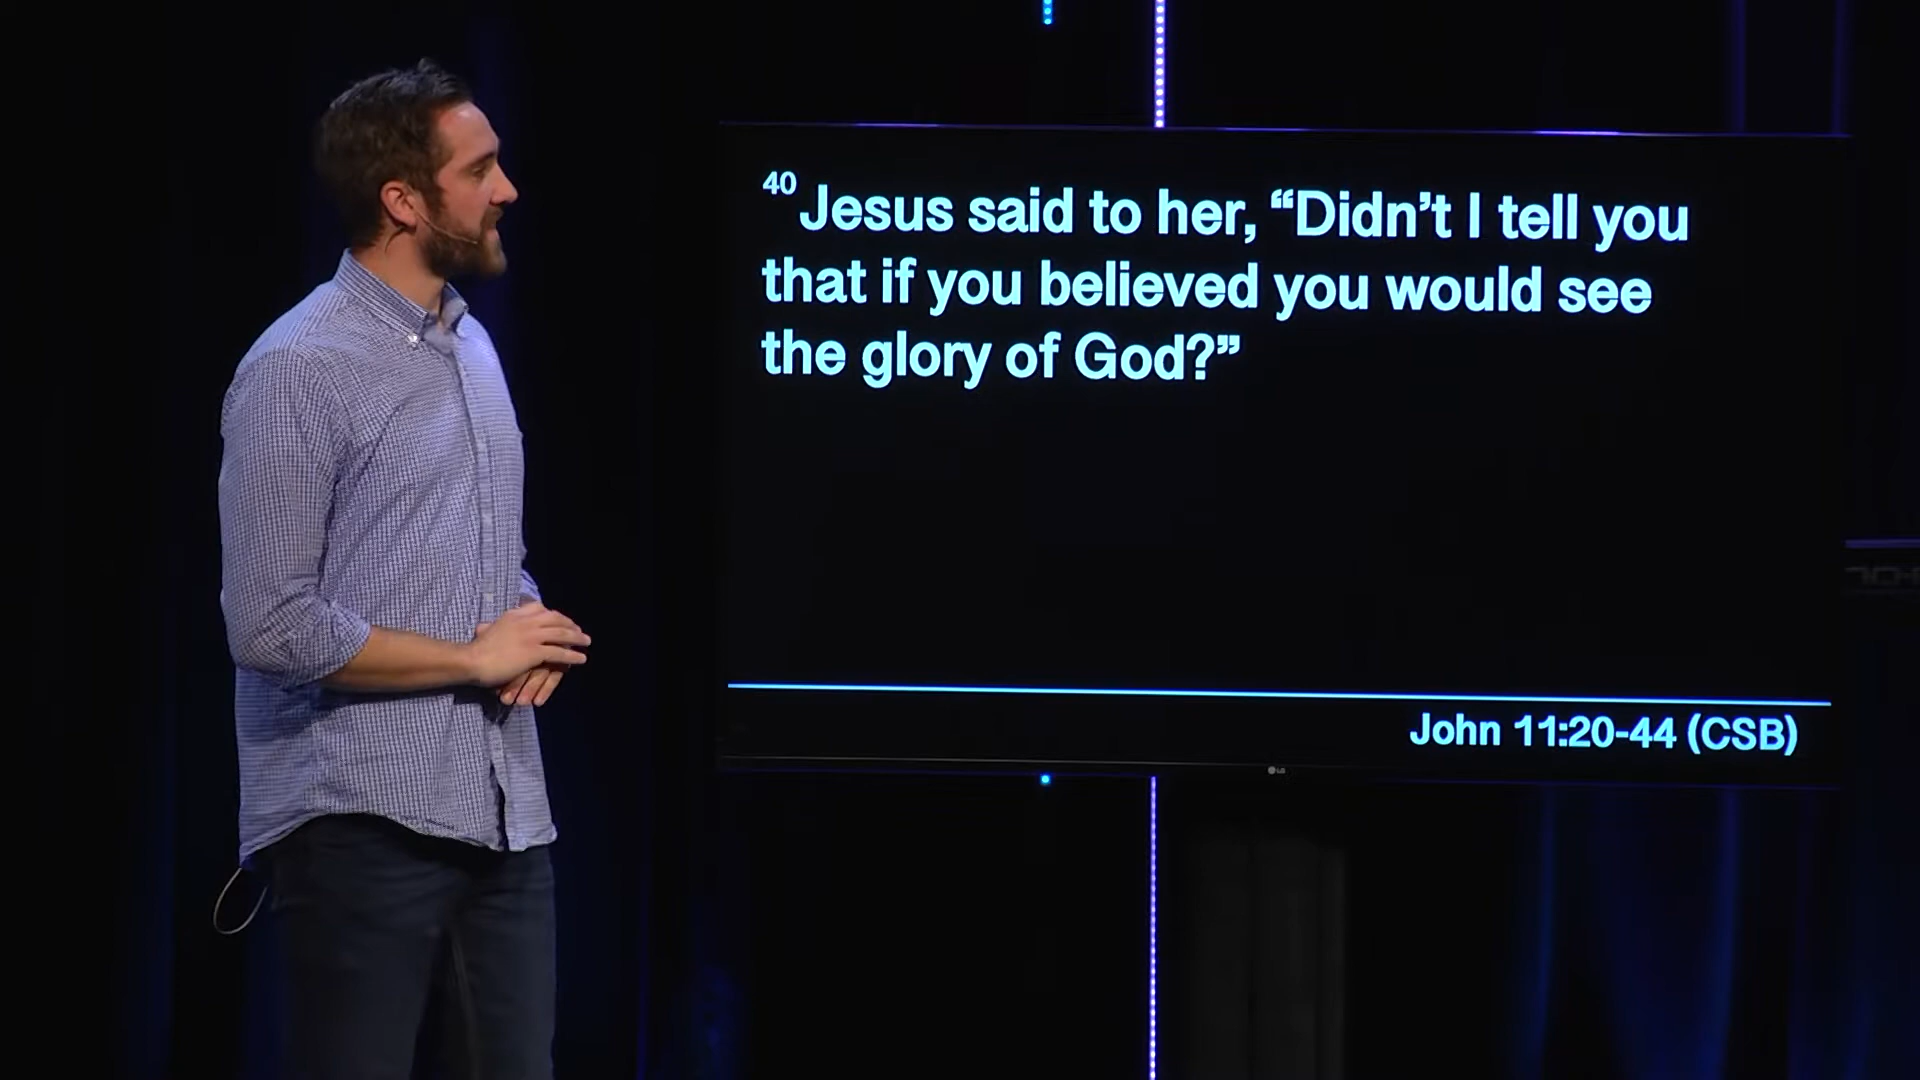 40 Jesus said to her, “Didn’t I tell you
that if you believed you would see
the glory of God?”
John 11:20-44 (CSB)
LG